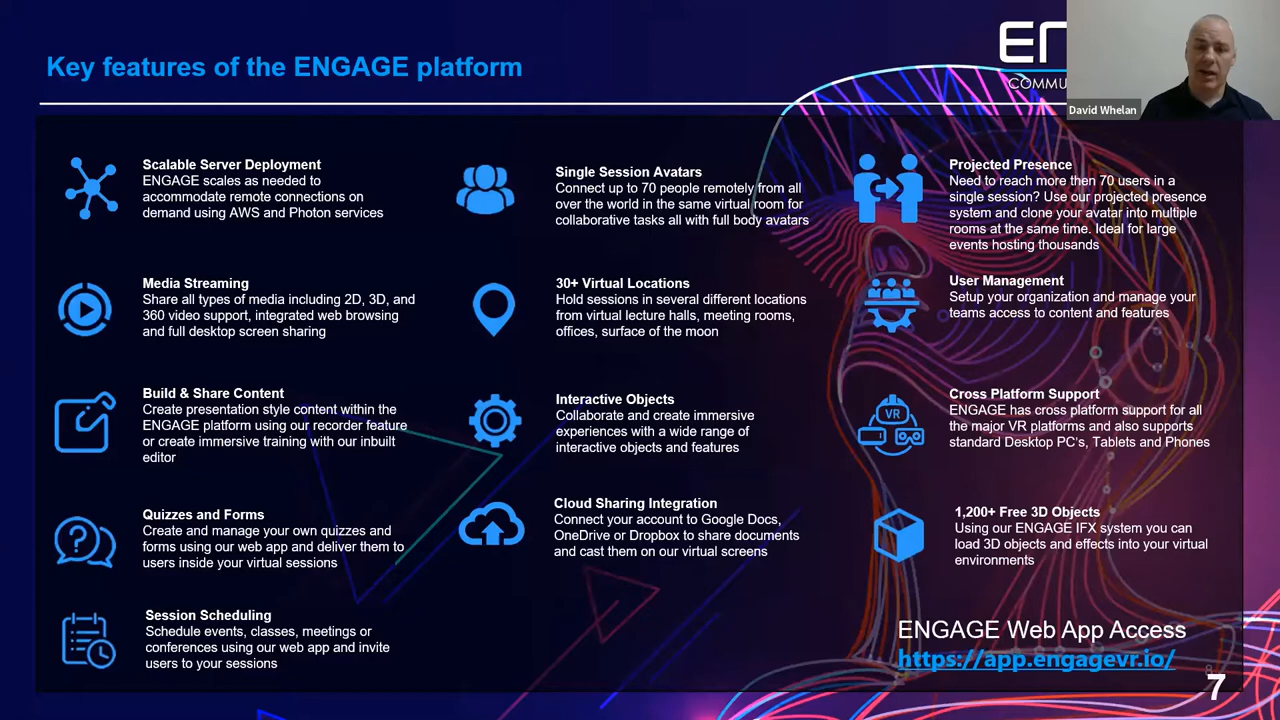 Key features of the ENGAGE platform
COMMU
David Whelan
Scalable Server Deployment
ENGAGE scales as needed to
accommodate remote connections on
demand using AWS and Photon services
Single Session Avatars
Connect up to 70 people remotely from all
over the world in the same virtual room for
collaborative tasks all with full body avatars
Projected Presence
Need to reach more then 70 users in a
single session? Use our projected presence
system and clone your avatar into multiple
rooms at the same time. Ideal for large
events hosting thousands
Media Streaming
Share all types of media including 2D, 3D, and
360 video support, integrated web browsing
and full desktop screen sharing
30+ Virtual Locations
Hold sessions in several different locations
from virtual lecture halls, meeting rooms,
offices, surface of the moon
User Management
Setup your organization and manage your
teams access to content and features
Build & Share Content
Create presentation style content within the
ENGAGE platform using our recorder feature
or create immersive training with our inbuilt
editor
Interactive Objects
Collaborate and create immersive
experiences with a wide range of
interactive objects and features
VR
Cross Platform Support
ENGAGE has cross platform support for all
the major VR platforms and also supports
standard Desktop PC's, Tablets and Phones
Quizzes and Forms
Create and manage your own quizzes and
forms using our web app and deliver them to
users inside your virtual sessions
Cloud Sharing Integration
Connect your account to Google Docs,
OneDrive or Dropbox to share documents
and cast them on our virtual screens
1,200+ Free 3D Objects
Using our ENGAGE IFX system you can
load 3D objects and effects into your virtual
environments
Session Scheduling
Schedule events, classes, meetings or
conferences using our web app and invite
users to your sessions
ENGAGE Web App Access
https://app.engagevr.io/
8
7